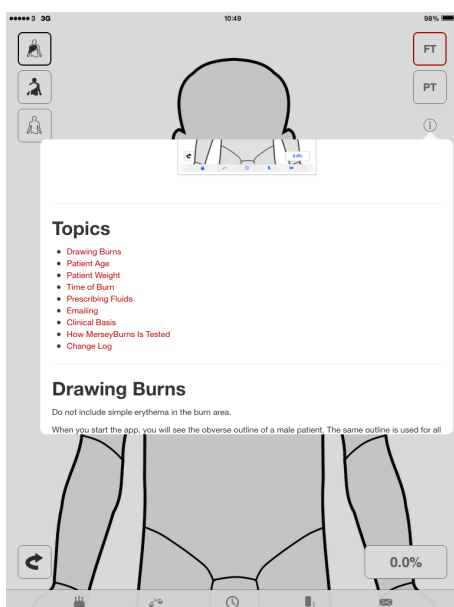 3 3G 10:49 98%
FT
PT
0.0%
Topics
Drawing Burns
Patient Age
Patient Weight
Time of Burn
Prescribing Fluids
Emailing
Clinical Basis
How MerseyBurns Is Tested
Change Log
Drawing Burns
Do not include simple erythema in the burn area.
When you start the app, you will see the obverse outline of a male patient. The same outline is used for all
0.0%